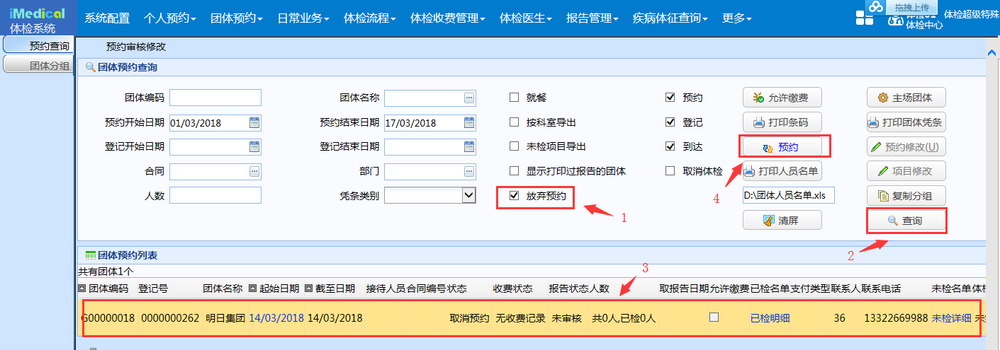 iMedical
体检系统
系统配置 个人预约 团体预约 日常业务 体检流程 体检收费管理 体检医生 报告管理 疾病体征查询 更多
拖拽上传
体检超级特殊
体检中心
预约查询
团体分组
预约审核修改
团体预约查询
团体编码 团体名称 ... 就餐 预约 允许缴费 主场团体
预约开始日期 01/03/2018 预约结束日期 17/03/2018 按科室导出 登记 打印条码 打印团体凭条
登记开始日期 登记结束日期 未检项目导出 到达 预约 预约修改(U)
合同 ... 部门 ... 显示打印过报告的团体 取消体检 打印人员名单 项目修改
人数 凭条类别 放弃预约 D:\团体人员名单.xls 复制分组
清屏 查询
1
2
3
4
团体预约列表
共有团体1个
团体编码 登记号 团体名称 起始日期 截至日期 接待人员 合同编号 状态 收费状态 报告状态 人数 取报告日期 允许缴费 已检名单 支付类型 联系人 联系电话 未检名单
G00000018 0000000262 明日集团 14/03/2018 14/03/2018 取消预约 无收费记录 未审核 共0人,已检0人 已检明细 36 13322669988 未检详细